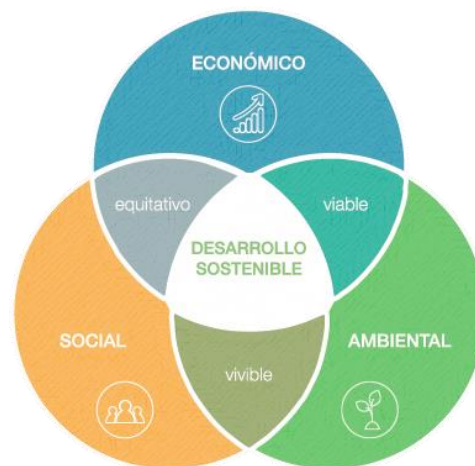 ECONÓMICO
equitativo
viable
DESARROLLO
SOSTENIBLE
SOCIAL
AMBIENTAL
vivible